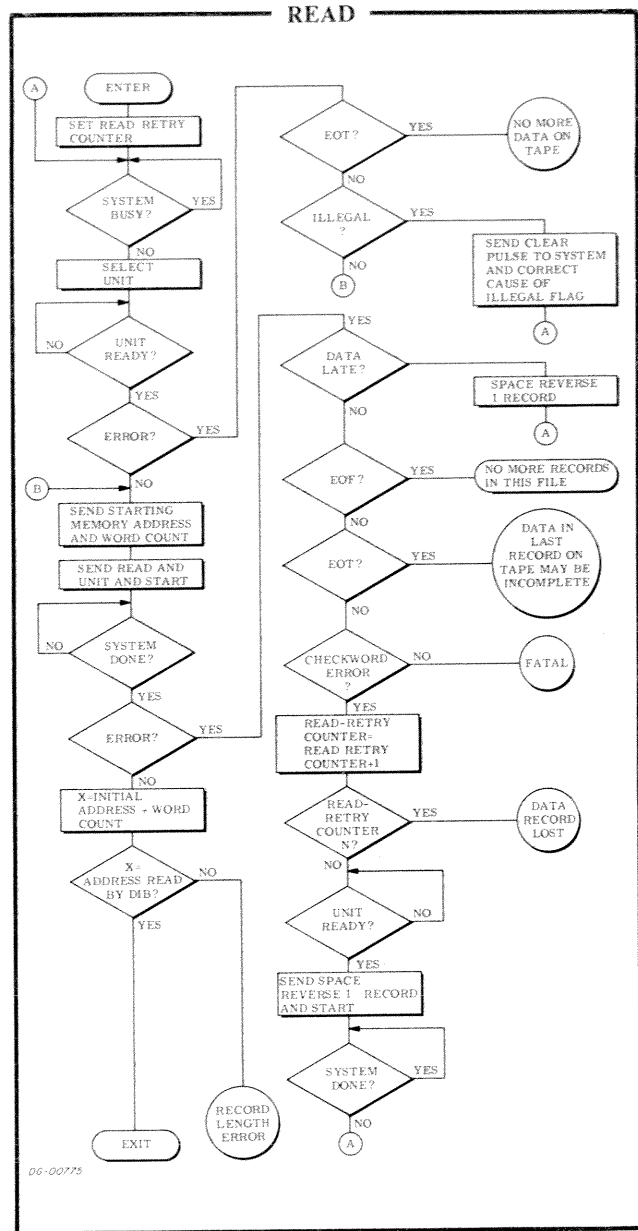 READ
A
ENTER
SET READ RETRY
COUNTER
SYSTEM
BUSY?
YES
NO
SELECT
UNIT
UNIT
READY?
NO
YES
ERROR?
YES
NO
B
SEND STARTING
MEMORY ADDRESS
AND WORD COUNT
SEND READ AND
UNIT AND START
SYSTEM
DONE?
NO
YES
ERROR?
YES
NO
X=INITIAL
ADDRESS + WORD
COUNT
X=
ADDRESS READ
BY DIB?
NO
YES
RECORD
LENGTH
ERROR
EXIT
EOT?
YES
NO MORE
DATA ON
TAPE
NO
ILLEGAL
?
YES
SEND CLEAR
PULSE TO SYSTEM
AND CORRECT
CAUSE OF
ILLEGAL FLAG
A
NO
B
YES
DATA
LATE?
YES
SPACE REVERSE
1 RECORD
A
NO
EOF?
YES
NO MORE RECORDS
IN THIS FILE
NO
EOT?
YES
DATA IN
LAST
RECORD ON
TAPE MAY BE
INCOMPLETE
NO
CHECKWORD
ERROR
?
NO
FATAL
YES
READ-RETRY
COUNTER=
READ RETRY
COUNTER+1
READ-
RETRY
COUNTER
N?
YES
DATA
RECORD
LOST
NO
UNIT
READY?
NO
YES
SEND SPACE
REVERSE 1 RECORD
AND START
SYSTEM
DONE?
YES
NO
A
DG-00775